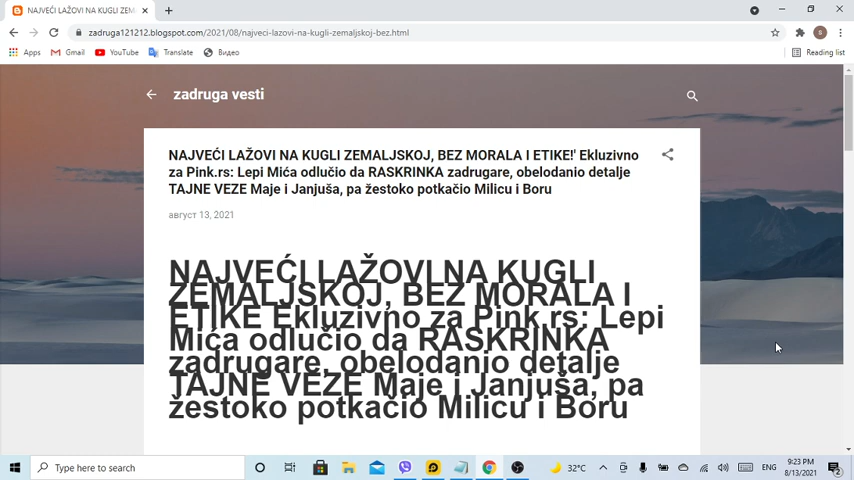 NAJVEĆI LAŽOVI NA KUGLI ZEMAL
zadruga121212.blogspot.com/2021/08/najveci-lazovi-na-kugli-zemaljskoj-bez.html
B
Apps Gmail YouTube Translate Видео Reading list
zadruga vesti
NAJVEĆI LAŽOVI NA KUGLI ZEMALJSKOJ, BEZ MORALA I ETIKE!' Ekluzivno
za Pink.rs: Lepi Mića odlučio da RASKRINKA zadrugare, obelodanio detalje
TAJNE VEZE Maje i Janjuša, pa žestoko potkačio Milicu i Boru
август 13, 2021
NAJVEĆI LAŽOVI NA KUGLI
ZEMALJSKOJ, BEZ MORALA I
ETIKE Ekluzivno za Pink.rs: Lepi
Mića odlučio da RASKRINKA
zadrugare, obelodanio detalje
TAJNE VEZE Maje i Janjuša, pa
žestoko potkačio Milicu i Boru
Type here to search
32°C
ENG
9:23 PM
8/13/2021
2